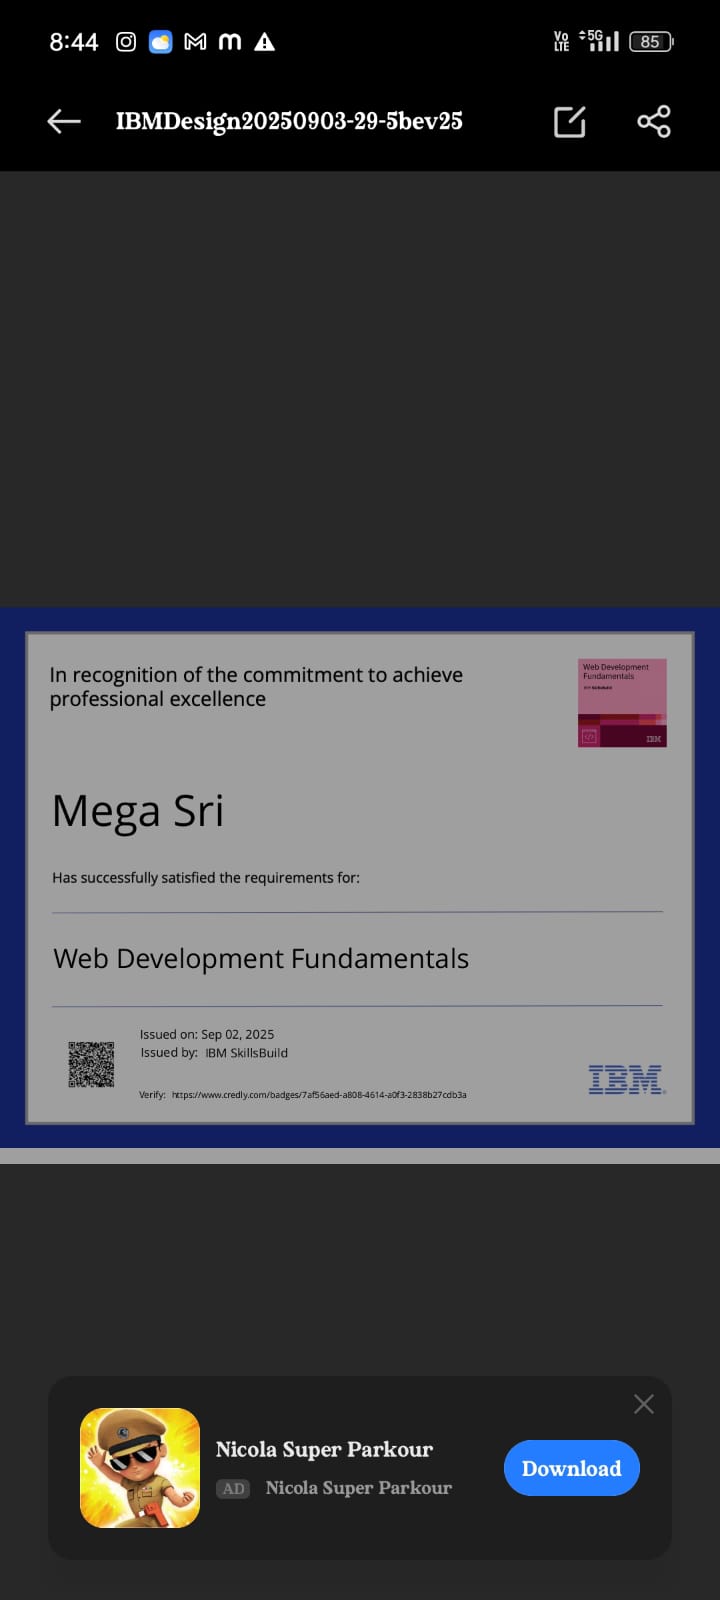 8:44
Vo LTE 5G 85
IBMDesign20250903-29-5bev25
In recognition of the commitment to achieve
professional excellence
Web Development
Fundamentals
IBM SkillsBuild
IBM
Mega Sri
Has successfully satisfied the requirements for:
Web Development Fundamentals
Issued on: Sep 02, 2025
Issued by: IBM SkillsBuild
Verify: https://www.credly.com/badges/7af56aed-a808-4614-a0f3-2838b27cdb3a
IBM
Nicola Super Parkour
AD Nicola Super Parkour
Download